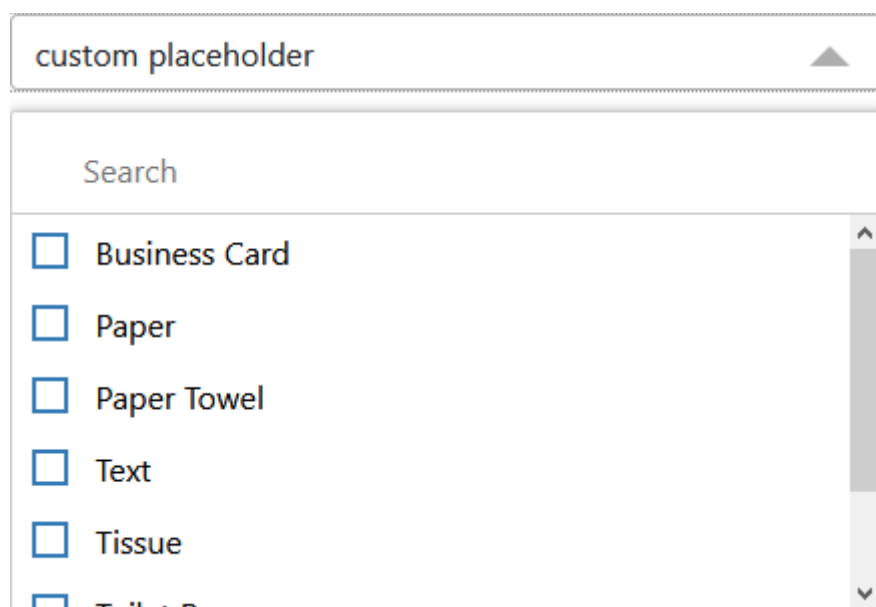 custom placeholder
Search
Business Card
Paper
Paper Towel
Text
Tissue